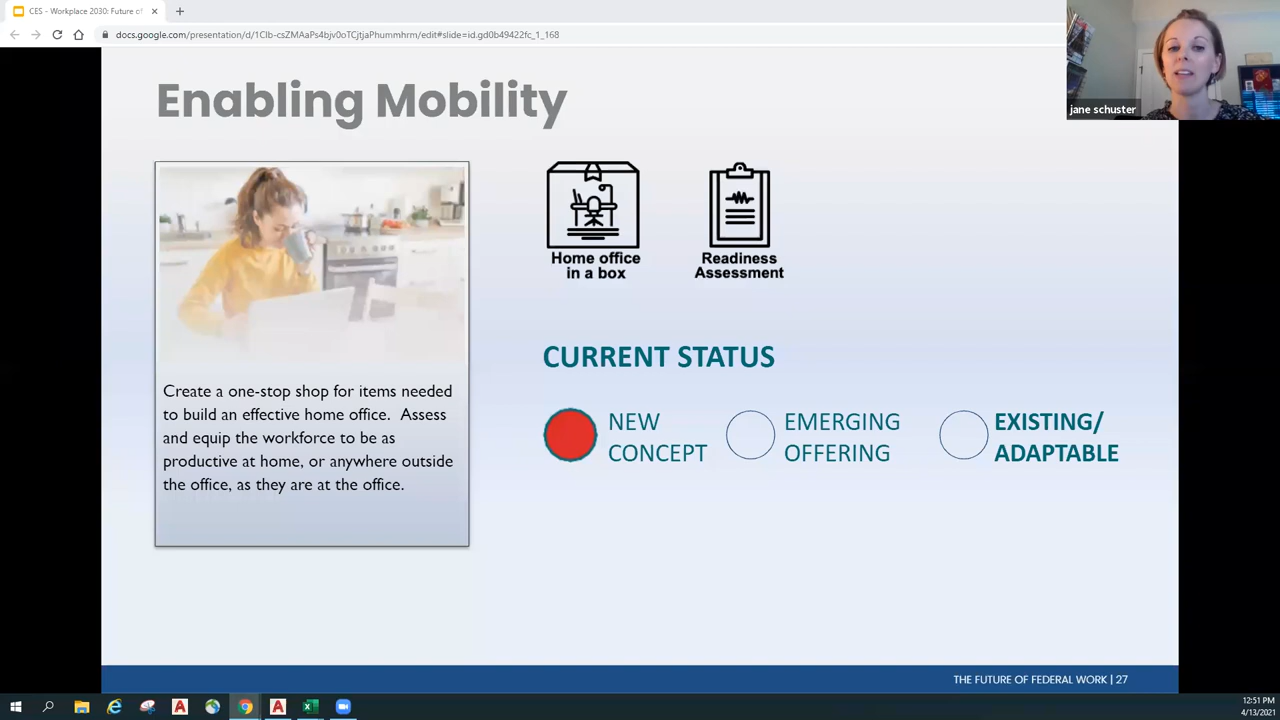 CES - Workplace 2030: Future of
docs.google.com/presentation/d/1CIb-csZMAaPs4bjv0oTCjtjaPhummhrm/edit#slide=id.gd0b49422fc_1_168
jane schuster
Enabling Mobility
Home office
in a box
Readiness
Assessment
Create a one-stop shop for items needed
to build an effective home office. Assess
and equip the workforce to be as
productive at home, or anywhere outside
the office, as they are at the office.
CURRENT STATUS
NEW
CONCEPT
EMERGING
OFFERING
EXISTING/
ADAPTABLE
THE FUTURE OF FEDERAL WORK | 27
12:51 PM
4/13/2021